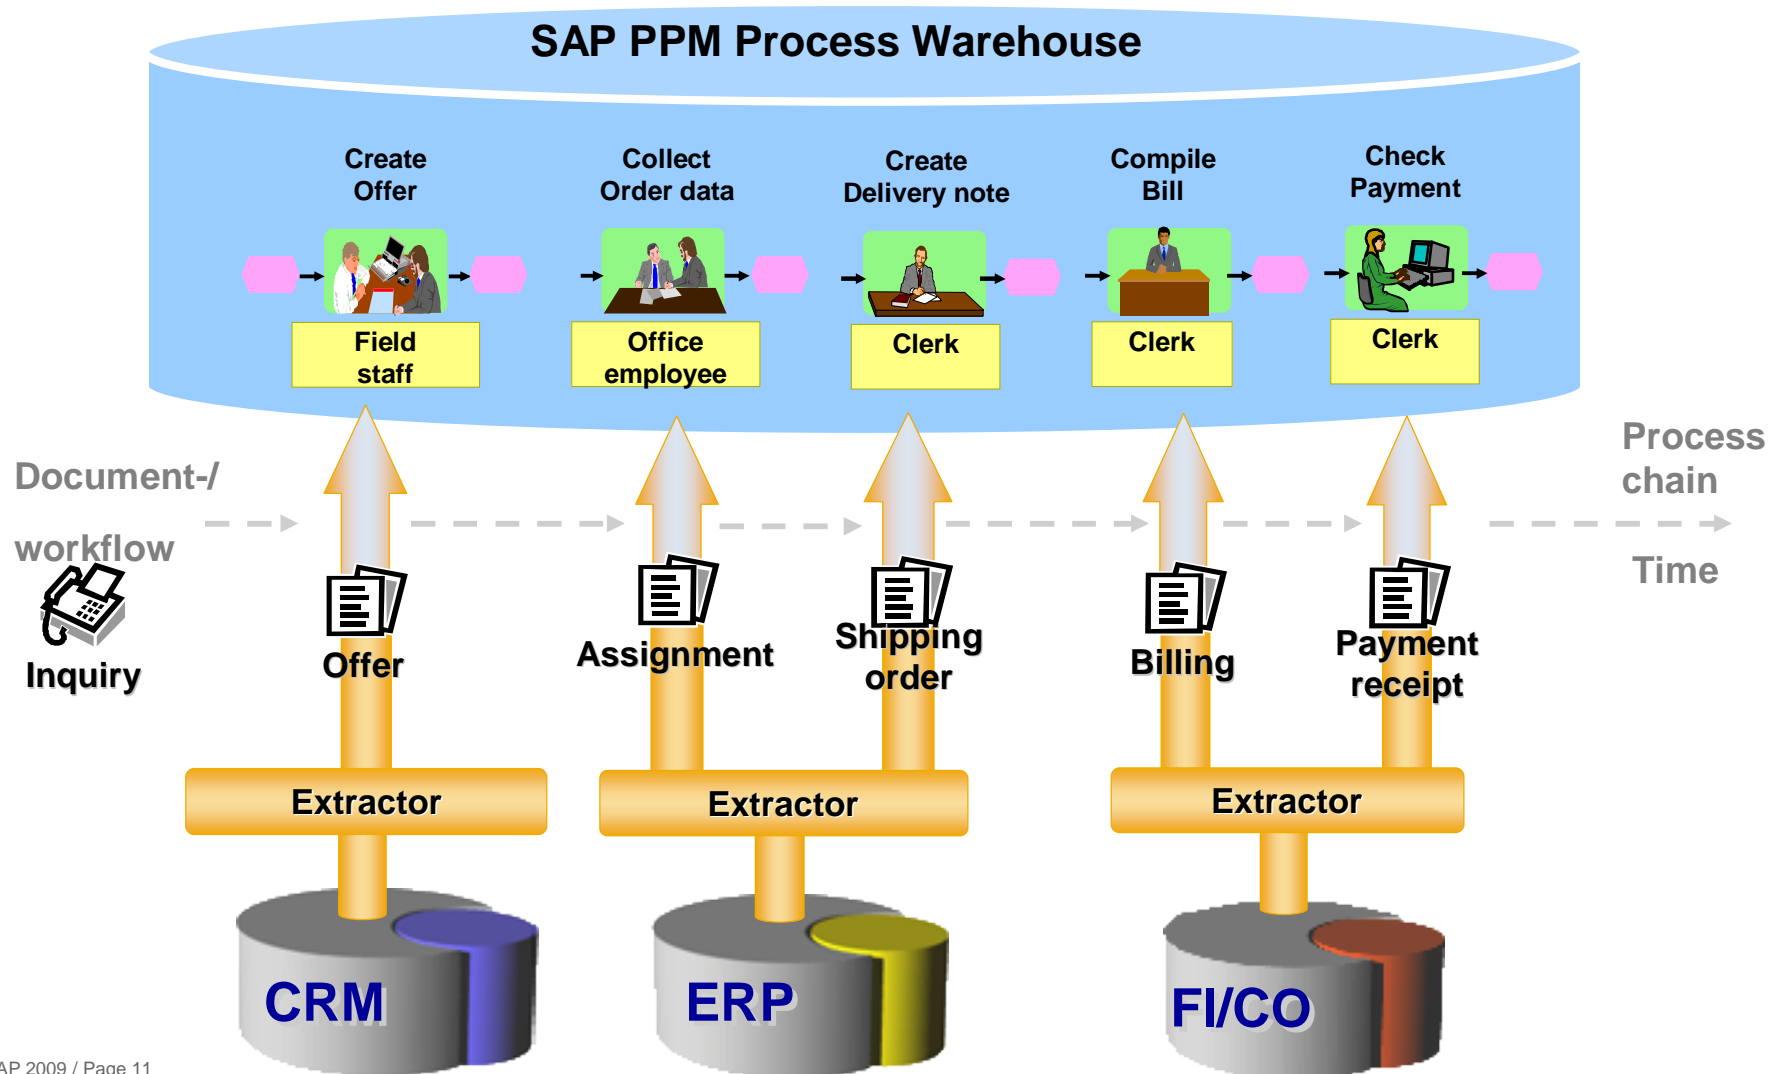 SAP PPM Process Warehouse
Create
Offer
Collect
Order data
Create
Delivery note
Compile
Bill
Check
Payment
Field
staff
Office
employee
Clerk
Clerk
Clerk
Document-/
workflow
Process
chain
Time
Inquiry
Offer
Assignment
Shipping
order
Billing
Payment
receipt
Extractor
Extractor
Extractor
CRM
ERP
FI/CO
AP 2009 / Page 11